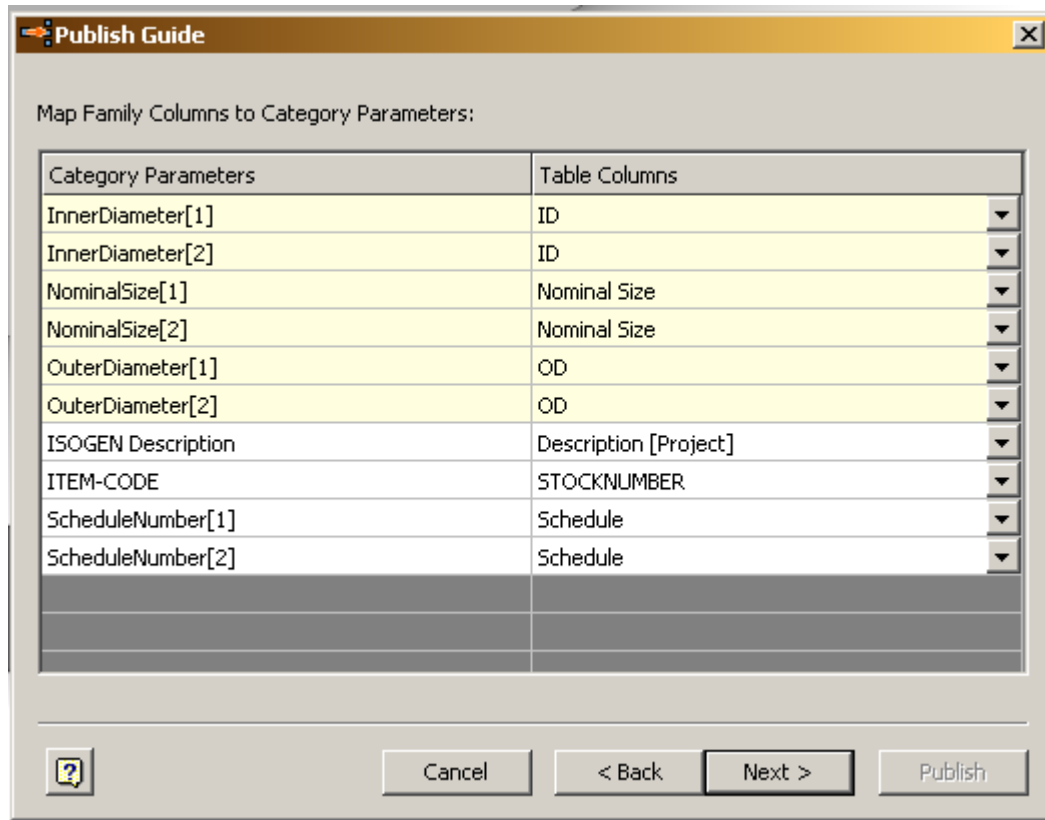 Publish Guide
Map Family Columns to Category Parameters:
Category Parameters Table Columns
InnerDiameter[1] ID
InnerDiameter[2] ID
NominalSize[1] Nominal Size
NominalSize[2] Nominal Size
OuterDiameter[1] OD
OuterDiameter[2] OD
ISOGEN Description Description [Project]
ITEM-CODE STOCKNUMBER
ScheduleNumber[1] Schedule
ScheduleNumber[2] Schedule
? Cancel < Back Next > Publish